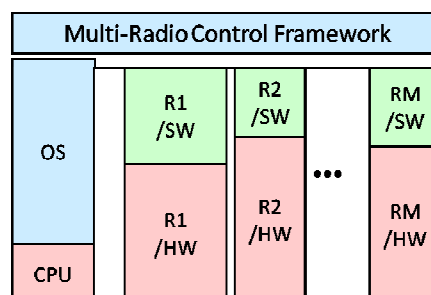 Multi-Radio Control Framework
OS
CPU
R1
/SW
R1
/HW
R2
/SW
R2
/HW
...
RM
/SW
RM
/HW